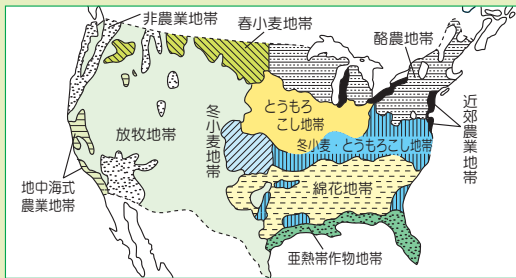 非農業地帯
春小麦地帯
酪農地帯
とうもろ
こし地帯
近郊農業地帯
放牧地帯
冬小麦地帯
冬小麦・とうもろこし地帯
地中海式
農業地帯
綿花地帯
亜熱帯作物地帯